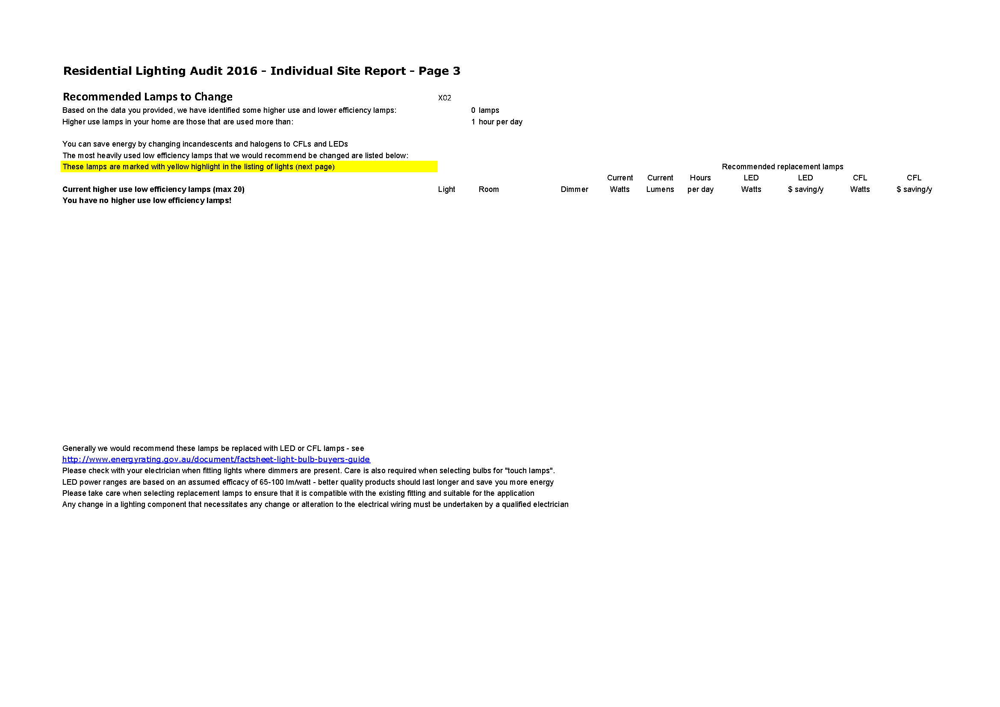 Residential Lighting Audit 2016 - Individual Site Report - Page 3
Recommended Lamps to Change X02
Based on the data you provided, we have identified some higher use and lower efficiency lamps: 0 lamps
Higher use lamps in your home are those that are used more than: 1 hour per day
You can save energy by changing incandescents and halogens to CFLs and LEDs
The most heavily used low efficiency lamps that we would recommend be changed are listed below:
These lamps are marked with yellow highlight in the listing of lights (next page) Recommended replacement lamps
Current Current Hours LED LED CFL CFL
Current higher use low efficiency lamps (max 20) Light Room Dimmer Watts Lumens per day Watts $ saving/y Watts $ saving/y
You have no higher use low efficiency lamps!
Generally we would recommend these lamps be replaced with LED or CFL lamps - see
http://www.energyrating.gov.au/document/factsheet-light-bulb-buyers-guide
Please check with your electrician when fitting lights where dimmers are present. Care is also required when selecting bulbs for "touch lamps".
LED power ranges are based on an assumed efficacy of 65-100 lm/watt - better quality products should last longer and save you more energy
Please take care when selecting replacement lamps to ensure that it is compatible with the existing fitting and suitable for the application
Any change in a lighting component that necessitates any change or alteration to the electrical wiring must be undertaken by a qualified electrician